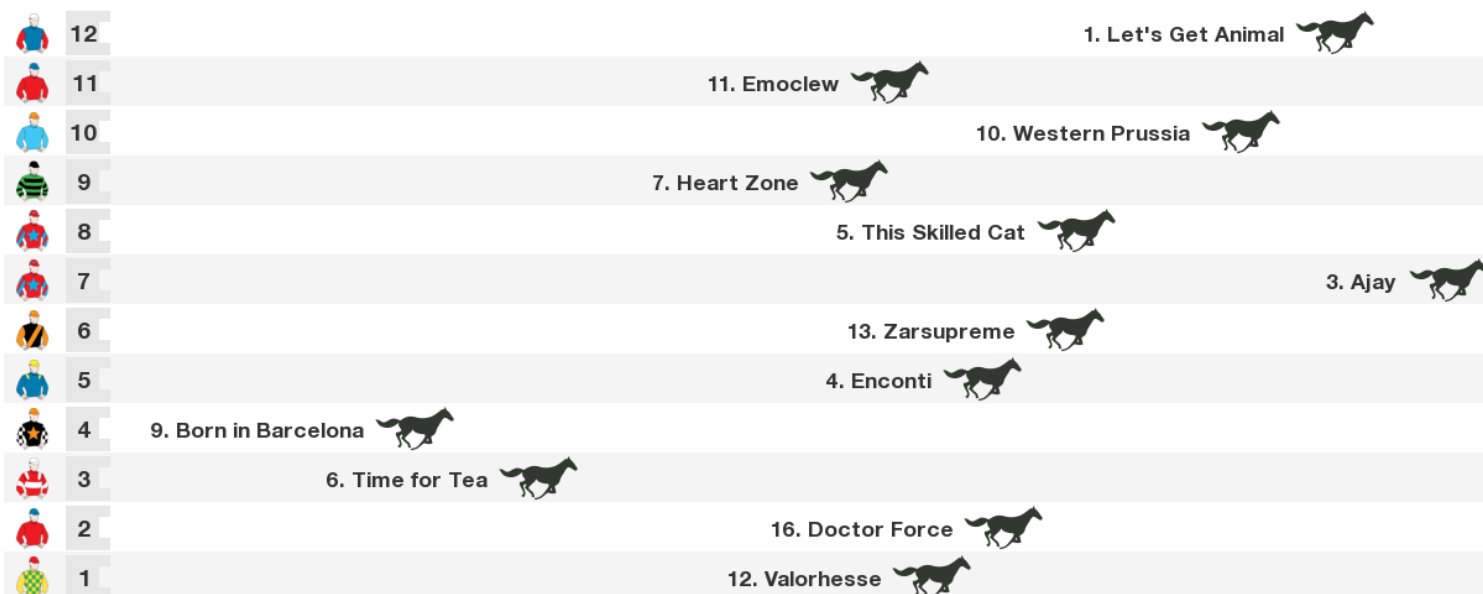 12 1. Let's Get Animal
11 11. Emoclew
10 10. Western Prussia
9 7. Heart Zone
8 5. This Skilled Cat
7 3. Ajay
6 13. Zarsupreme
5 4. Enconti
4 9. Born in Barcelona
3 6. Time for Tea
2 16. Doctor Force
1 12. Valorhesse